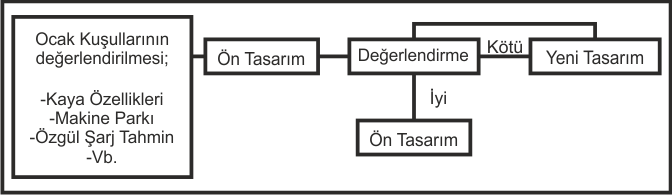 Ocak Kuşullarının
değerlendirilmesi;
-Kaya Özellikleri
-Makine Parkı
-Özgül Şarj Tahmin
-Vb.
Ön Tasarım
Değerlendirme
Kötü
Yeni Tasarım
İyi
Ön Tasarım